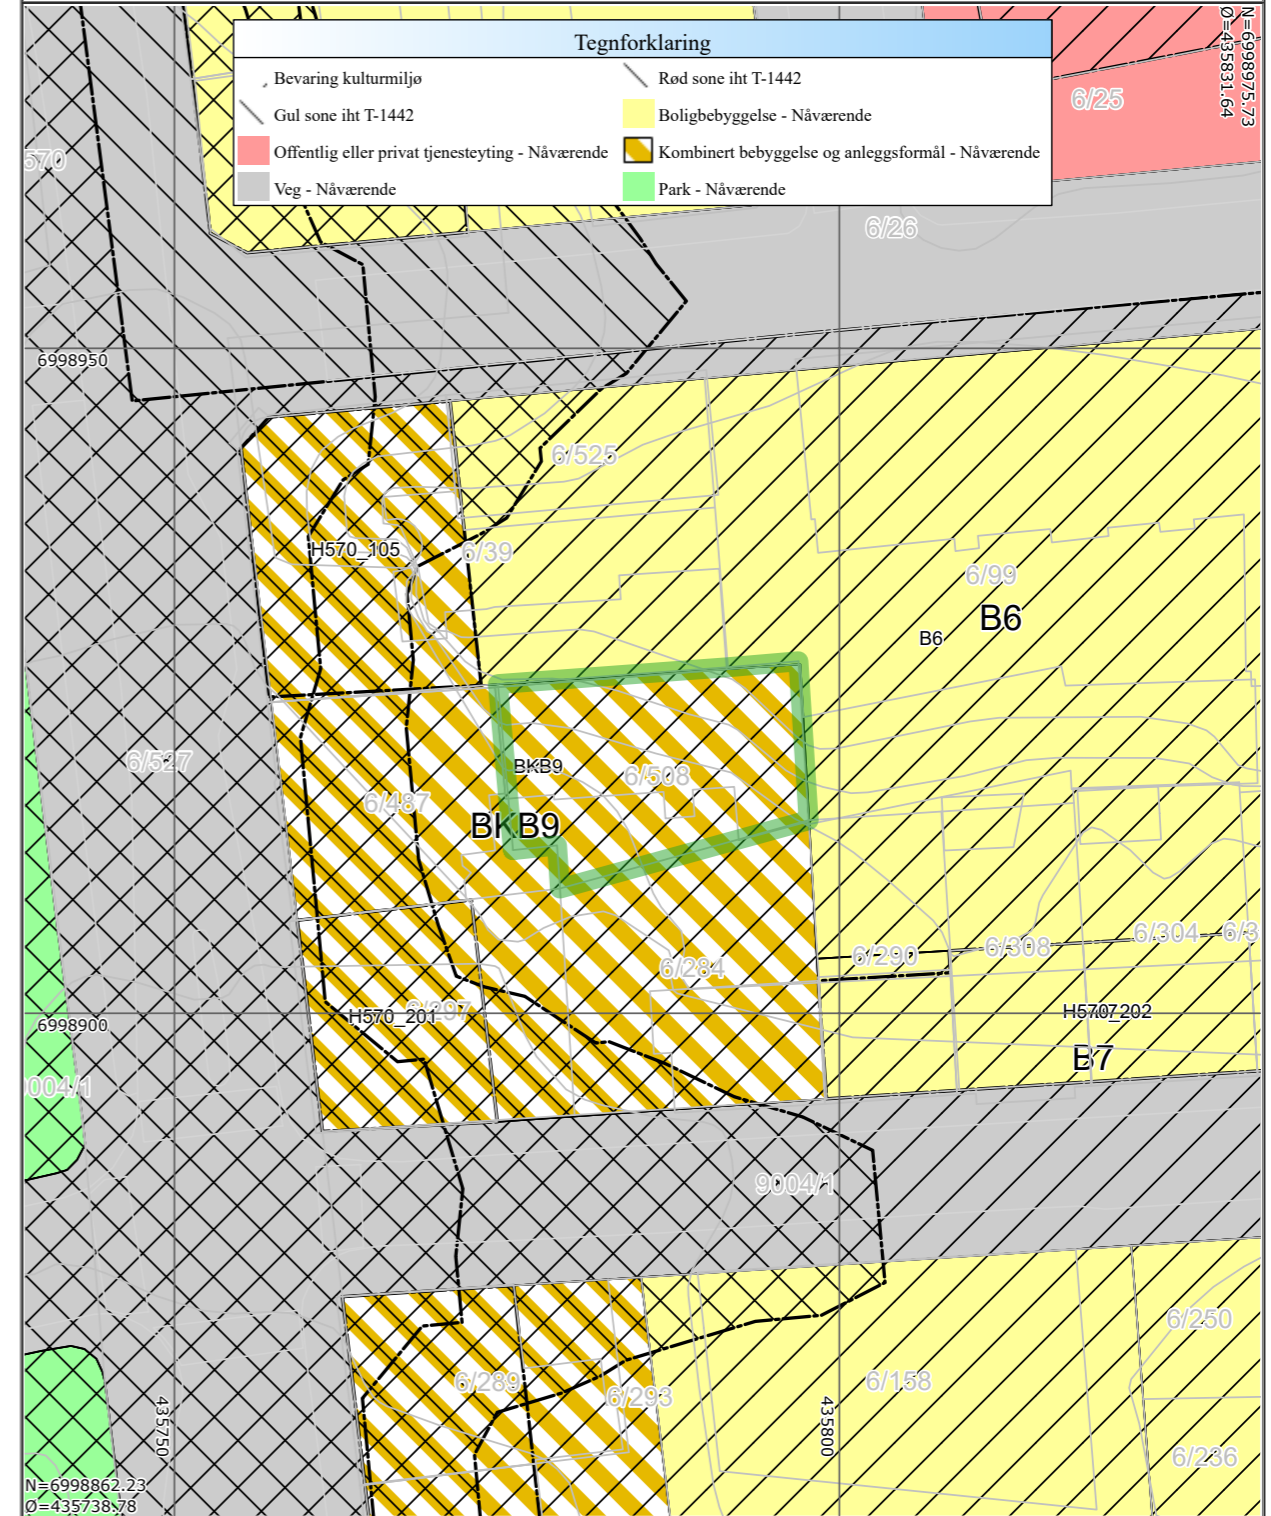 Tegnforklaring
Bevaring kulturmiljø
Rød sone iht T-1442
Gul sone iht T-1442
Boligbebyggelse - Nåværende
Offentlig eller privat tjenesteyting - Nåværende
Kombinert bebyggelse og anleggsformål - Nåværende
Veg - Nåværende
Park - Nåværende
N=6998975.73
Ø=435831.64
6/25
570
6/26
6998950
6/525
H570_105
6/39
6/99
B6
B6
6/527
BKB9
6/508
6/487
BKB9
6/304
6/3
6/308
6/290
6/284
H570_201
6998900
B7
004/1
9004/1
6/250
6/289
6/293
6/158
435750
435800
6/236
N=6998862.23
Ø=435738.78